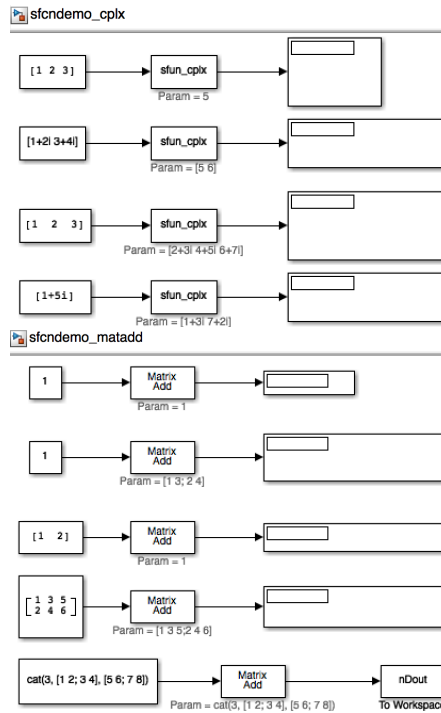 sfcndemo_cplx
[1 2 3]
sfun_cplx
Param = 5
[1+2i 3+4i]
sfun_cplx
Param = [5 6]
[1 2 3]
sfun_cplx
Param = [2+3i 4+5i 6+7i]
[1+5i]
sfun_cplx
Param = [1+3i 7+2i]
sfcndemo_matadd
1
Matrix
Add
Param = 1
1
Matrix
Add
Param = [1 3; 2 4]
[1 2]
Matrix
Add
Param = 1
1 3 5
2 4 6
Matrix
Add
Param = [1 3 5;2 4 6]
cat(3, [1 2; 3 4], [5 6; 7 8])
Matrix
Add
Param = cat(3, [1 2; 3 4], [5 6; 7 8])
nDout
To Workspace